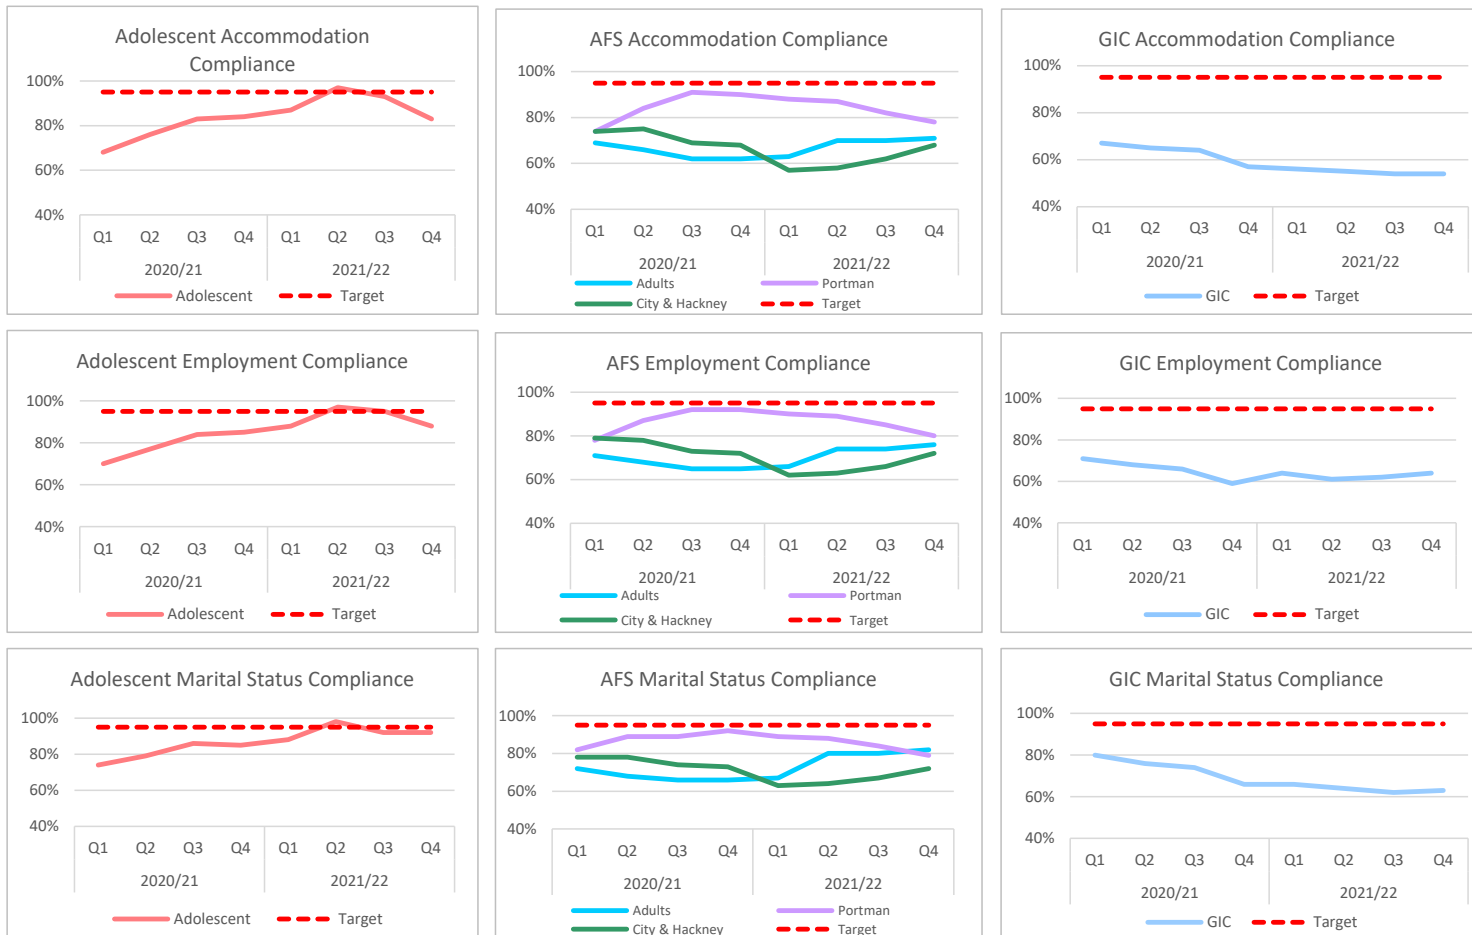 Adolescent Accommodation
Compliance
100%
80%
60%
40%
Q1 Q2 Q3 Q4 Q1 Q2 Q3 Q4
2020/21 2021/22
Adolescent Target
AFS Accommodation Compliance
100%
80%
60%
40%
Q1 Q2 Q3 Q4 Q1 Q2 Q3 Q4
2020/21 2021/22
Adults Portman
City & Hackney Target
GIC Accommodation Compliance
100%
80%
60%
40%
Q1 Q2 Q3 Q4 Q1 Q2 Q3 Q4
2020/21 2021/22
GIC Target
Adolescent Employment Compliance
100%
80%
60%
40%
Q1 Q2 Q3 Q4 Q1 Q2 Q3 Q4
2020/21 2021/22
Adolescent Target
AFS Employment Compliance
100%
80%
60%
40%
Q1 Q2 Q3 Q4 Q1 Q2 Q3 Q4
2020/21 2021/22
Adults Portman
City & Hackney Target
GIC Employment Compliance
100%
80%
60%
40%
Q1 Q2 Q3 Q4 Q1 Q2 Q3 Q4
2020/21 2021/22
GIC Target
Adolescent Marital Status Compliance
100%
80%
60%
40%
Q1 Q2 Q3 Q4 Q1 Q2 Q3 Q4
2020/21 2021/22
Adolescent Target
AFS Marital Status Compliance
100%
80%
60%
40%
Q1 Q2 Q3 Q4 Q1 Q2 Q3 Q4
2020/21 2021/22
Adults Portman
City & Hackney Target
GIC Marital Status Compliance
100%
80%
60%
40%
Q1 Q2 Q3 Q4 Q1 Q2 Q3 Q4
2020/21 2021/22
GIC Target